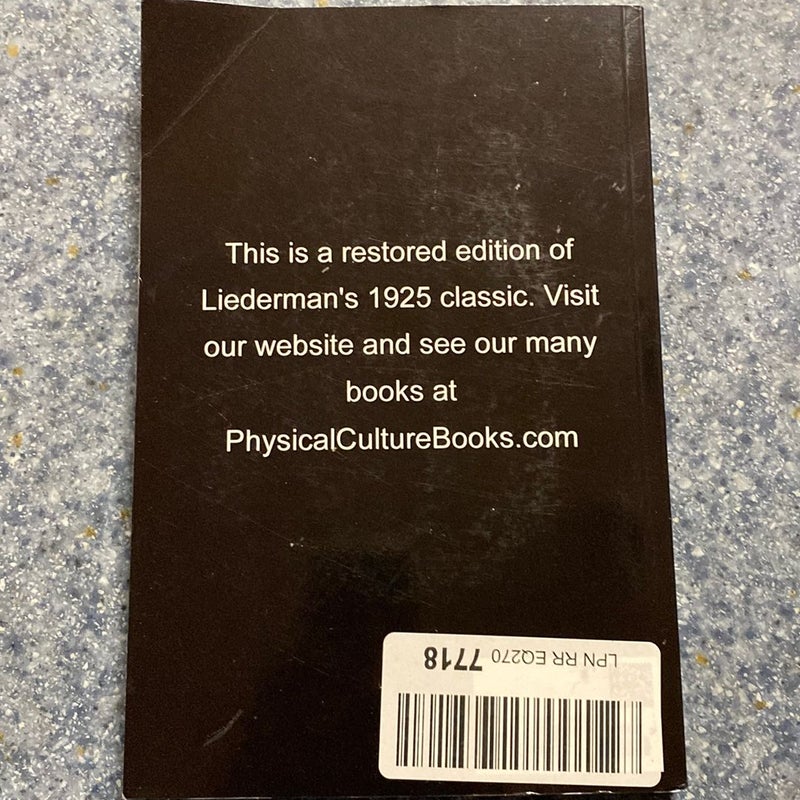 This is a restored edition of
Liederman's 1925 classic. Visit
our website and see our many
books at
PhysicalCultureBooks.com
LPN RR EQ270 7718